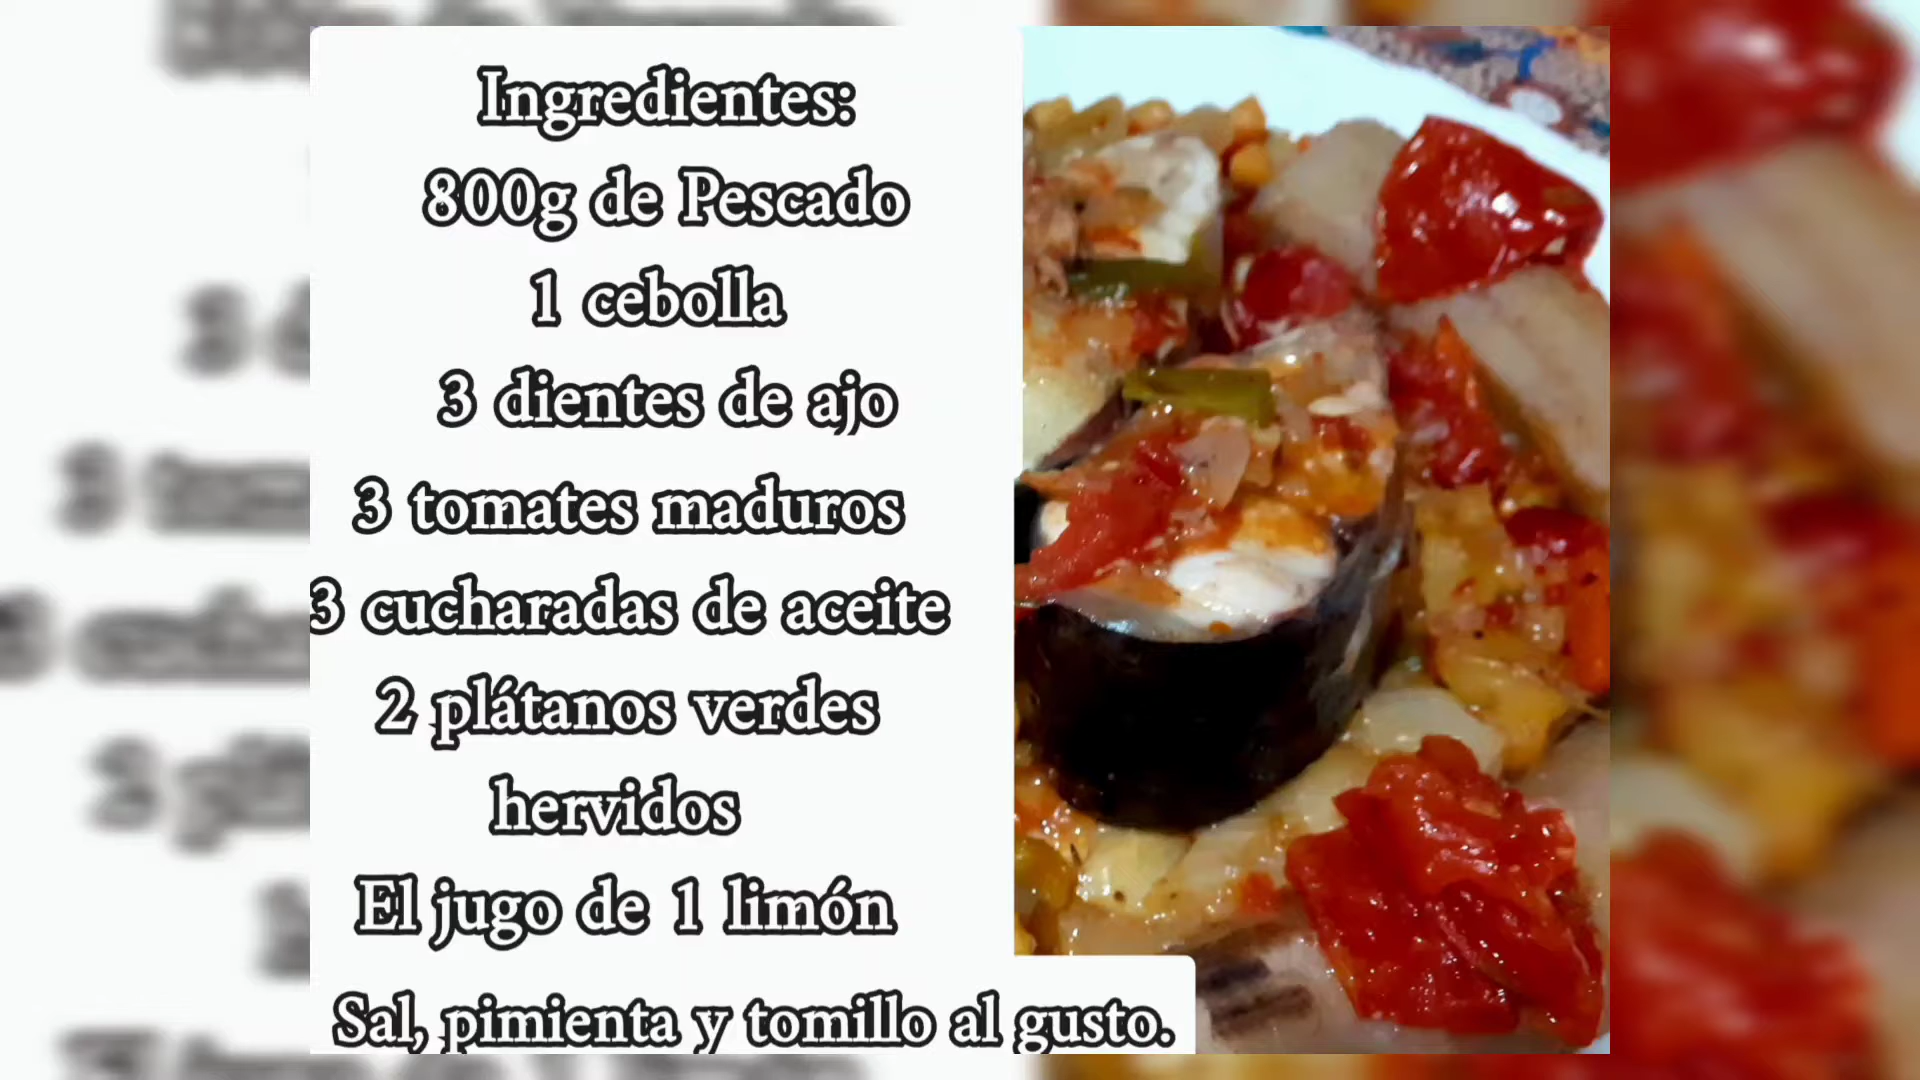 Ingredientes:
800g de Pescado
1 cebolla
3 dientes de ajo
3 tomates maduros
3 cucharadas de aceite
2 plátanos verdes
hervidos
El jugo de 1 limón
Sal, pimienta y tomillo al gusto.